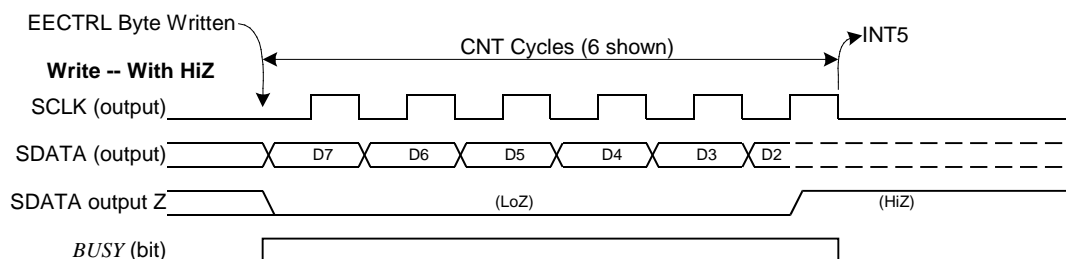 EECTRL Byte Written
INT5
CNT Cycles (6 shown)
Write -- With HiZ
SCLK (output)
SDATA (output) D7 D6 D5 D4 D3 D2
SDATA output Z (LoZ) (HiZ)
BUSY (bit)